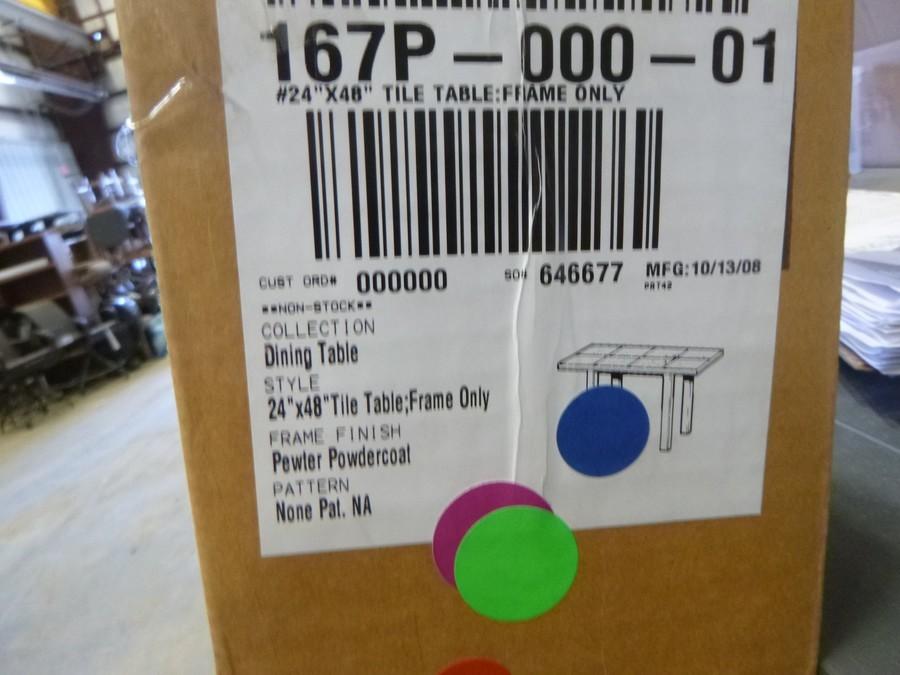 167P - 000 - 01
#24"X48" TILE TABLE:FRAME ONLY
CUST ORD# 000000 SO# 646677 MFG:10/13/08
PRT42
**NON-STOCK**
COLLECTION
Dining Table
STYLE
24"x48"Tile Table;Frame Only
FRAME FINISH
Pewter Powdercoat
PATTERN
None Pat. NA